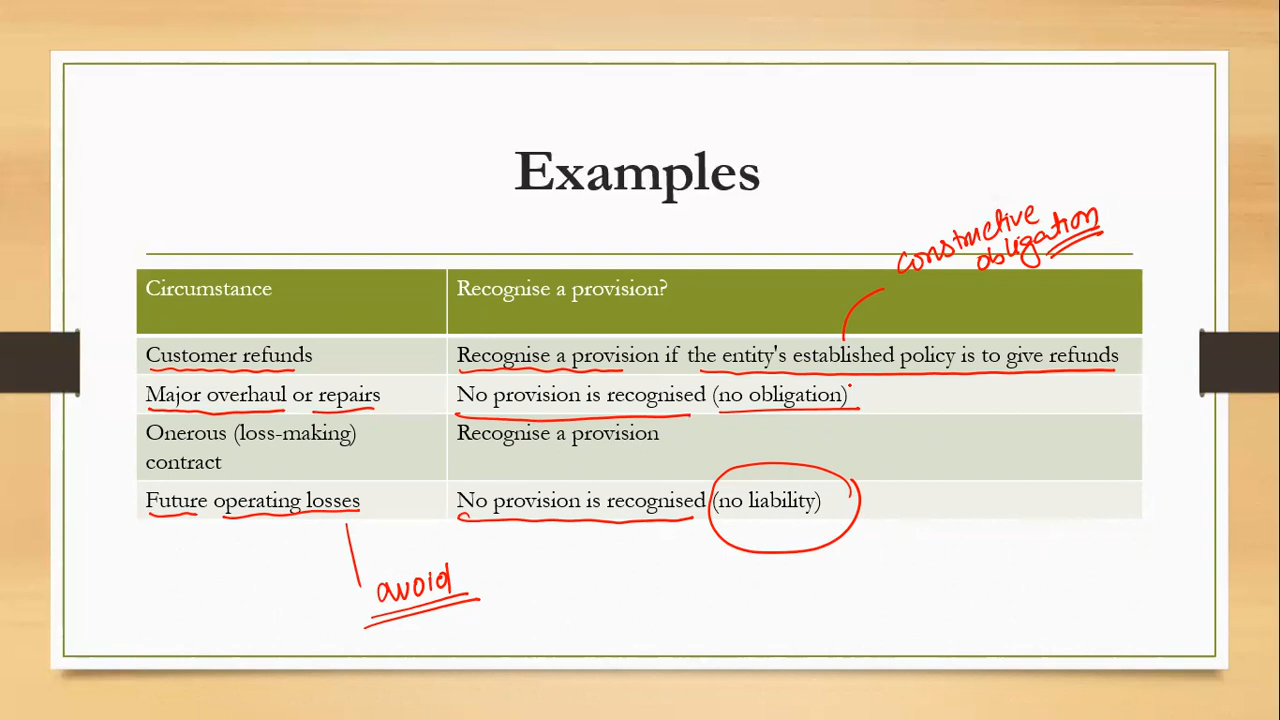 Examples
constructive
obligation
Circumstance Recognise a provision?
Customer refunds Recognise a provision if the entity's established policy is to give refunds
Major overhaul or repairs No provision is recognised (no obligation)
Onerous (loss-making) Recognise a provision
contract
Future operating losses No provision is recognised (no liability)
avoid